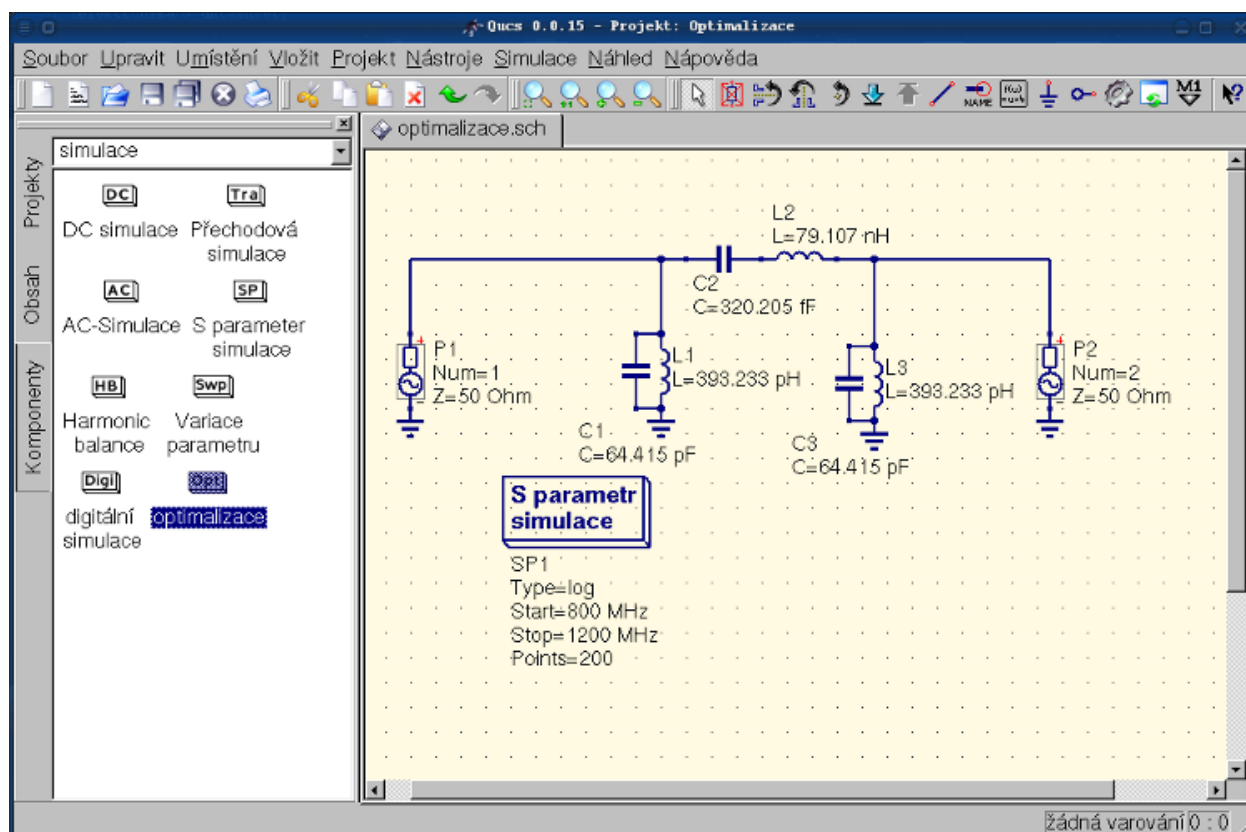 Qucs 0.0.15 - Projekt: Optimalizace
Soubor Upravit Umístění Vložit Projekt Nástroje Simulace Náhled Nápověda
NAME
M1
Projekty
Obsah
Komponenty
simulace
DC
Tra
DC simulace
Přechodová
simulace
AC
SP
AC-Simulace
S parameter
simulace
HB
Swp
Harmonic
balance
Variace
parametru
Digi
Opt
digitální
simulace
optimalizace
optimalizace.sch
L2
L=79.107 nH
C2
C=320.205 fF
P1
Num=1
Z=50 Ohm
L1
L=393.233 pH
C1
C=64.415 pF
L3
L=393.233 pH
C3
C=64.415 pF
P2
Num=2
Z=50 Ohm
S parametr
simulace
SP1
Type=log
Start=800 MHz
Stop=1200 MHz
Points=200
žádná varování 0 : 0